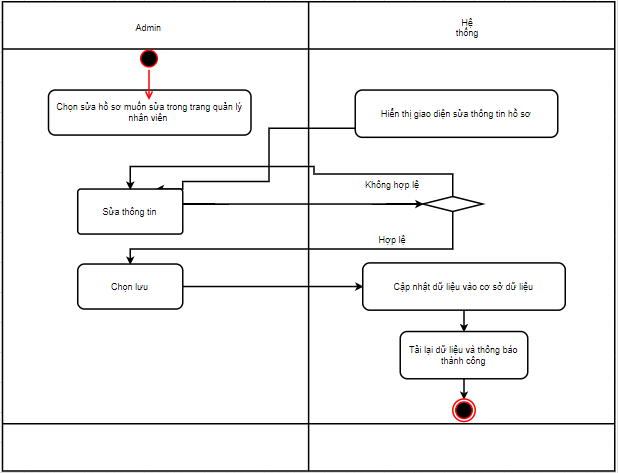 Admin
Hệ
thống
Chọn sửa hồ sơ muốn sửa trong trang quản lý
nhân viên
Hiển thị giao diện sửa thông tin hồ sơ
Không hợp lệ
Sửa thông tin
Hợp lệ
Chọn lưu
Cập nhật dữ liệu vào cơ sở dữ liệu
Tải lại dữ liệu và thông báo
thành công